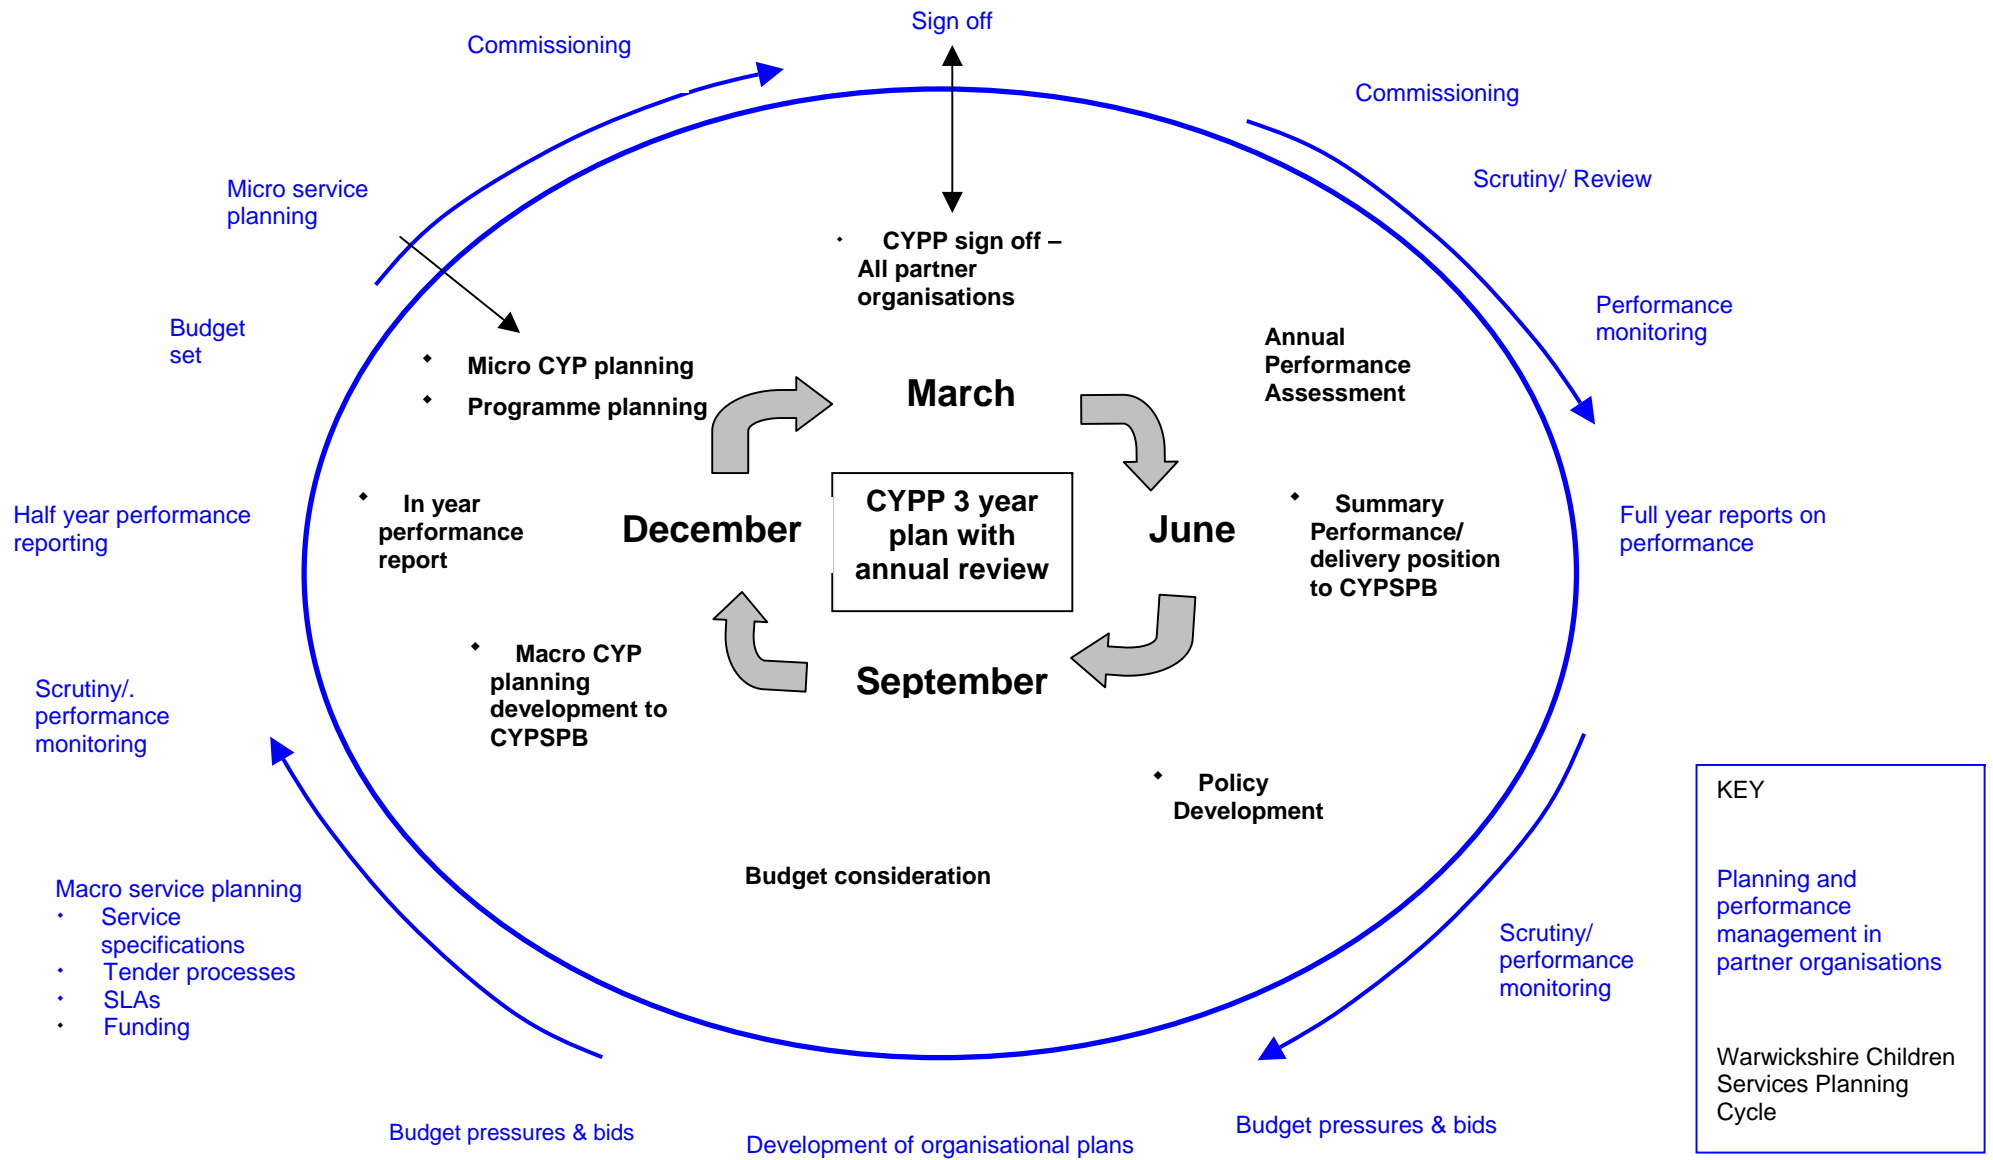 Sign off
Commissioning
Commissioning
Scrutiny/ Review
Micro service
planning
CYPP sign off –
All partner
organisations
Performance
monitoring
Budget
set
Annual
Performance
Assessment
Micro CYP planning
Programme planning
March
In year
performance
report
December
CYPP 3 year
plan with
annual review
June
Summary
Performance/
delivery position
to CYPSPB
Half year performance
reporting
Full year reports on
performance
Macro CYP
planning
development to
CYPSPB
September
Scrutiny/.
performance
monitoring
Policy
Development
Budget consideration
Macro service planning
Service
specifications
Tender processes
SLAs
Funding
Scrutiny/
performance
monitoring
Budget pressures & bids
Development of organisational plans
Budget pressures & bids
KEY
Planning and
performance
management in
partner organisations
Warwickshire Children
Services Planning
Cycle